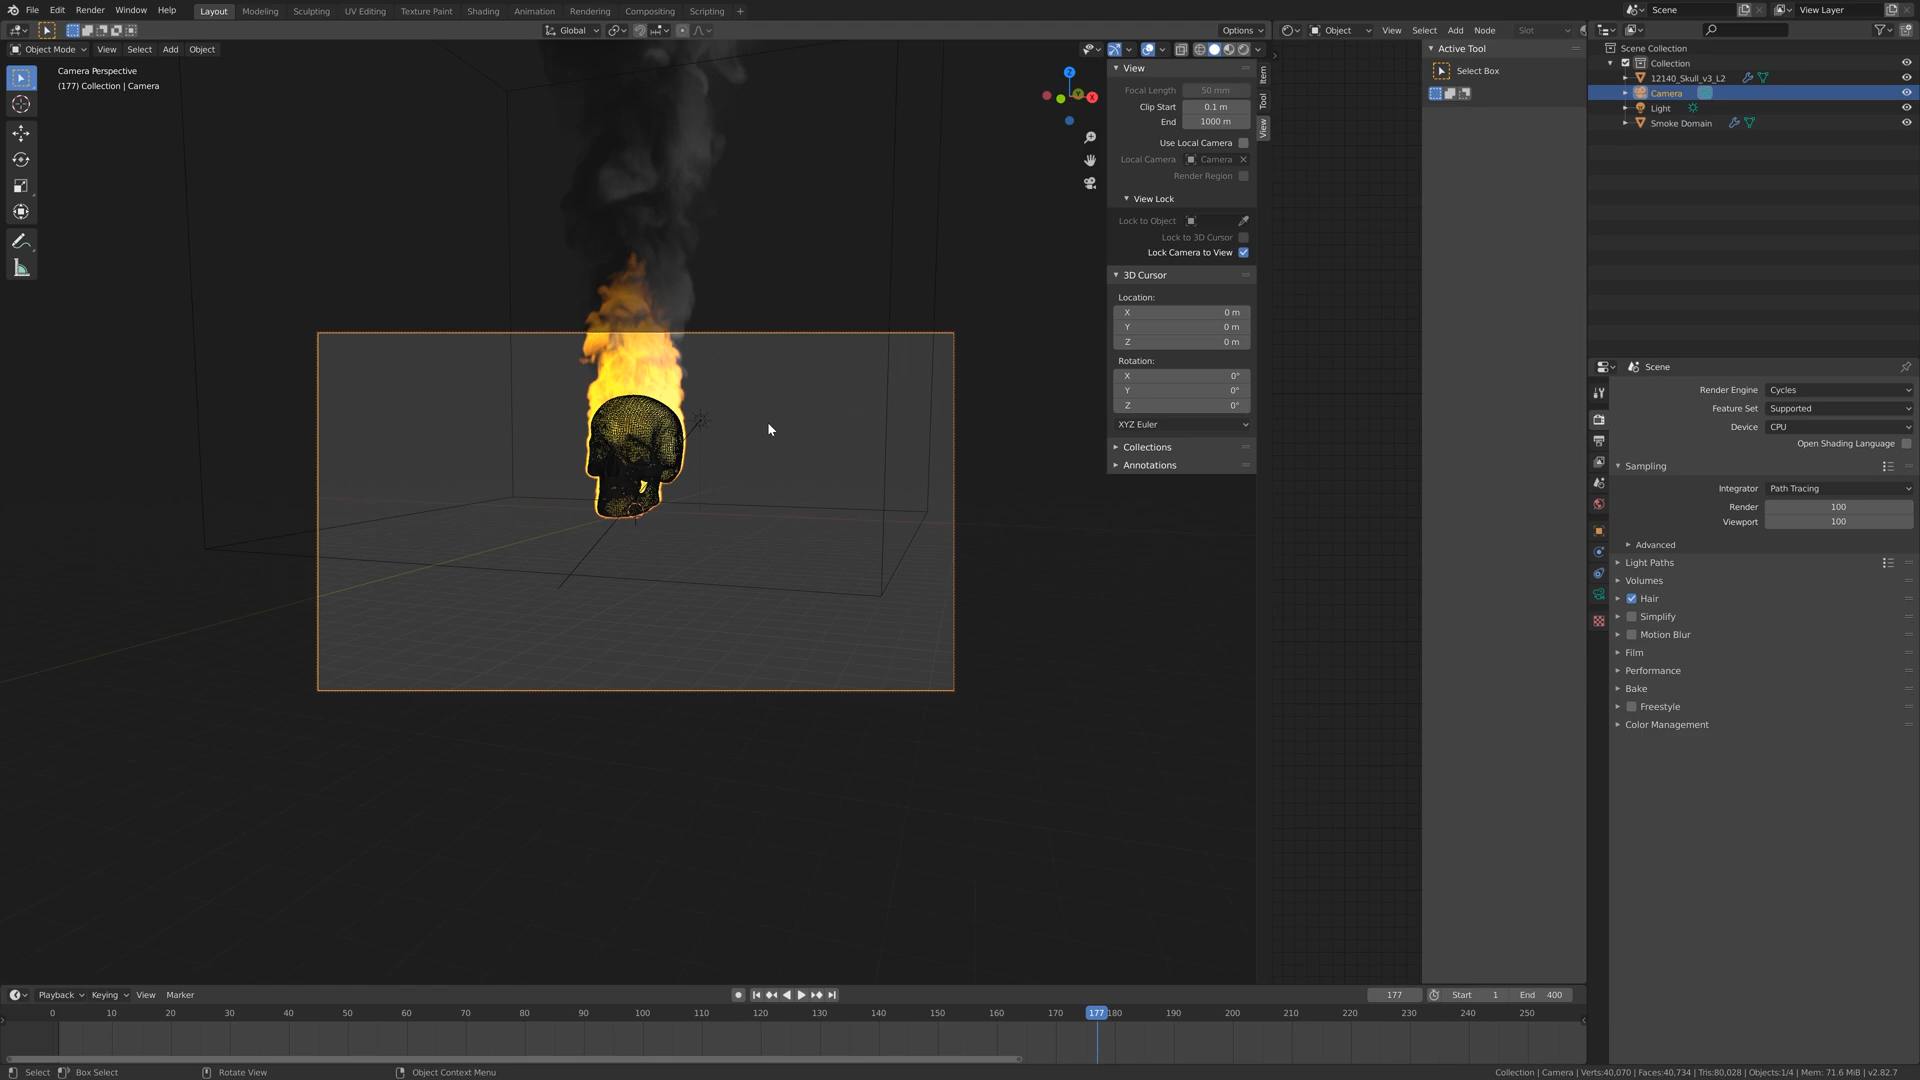 File Edit Render Window Help Layout Modeling Sculpting UV Editing Texture Paint Shading Animation Rendering Compositing Scripting + Scene View Layer
Global Options Object View Select Add Node Slot
Object Mode View Select Add Object
Camera Perspective
(177) Collection | Camera
Z
Y
X
View
Focal Length 50 mm
Clip Start 0.1 m
End 1000 m
Use Local Camera
Local Camera Camera
Render Region
View Lock
Lock to Object
Lock to 3D Cursor
Lock Camera to View
3D Cursor
Location:
X 0 m
Y 0 m
Z 0 m
Rotation:
X 0°
Y 0°
Z 0°
XYZ Euler
Collections
Annotations
Item
Tool
View
Active Tool
Select Box
Scene Collection
Collection
12140_Skull_v3_L2
Camera
Light
Smoke Domain
Scene
Render Engine Cycles
Feature Set Supported
Device CPU
Open Shading Language
Sampling
Integrator Path Tracing
Render 100
Viewport 100
Advanced
Light Paths
Volumes
Hair
Simplify
Motion Blur
Film
Performance
Bake
Freestyle
Color Management
Playback Keying View Marker 177 Start 1 End 400
0 10 20 30 40 50 60 70 80 90 100 110 120 130 140 150 160 170 177 180 190 200 210 220 230 240 250
Select Box Select Rotate View Object Context Menu Collection | Camera | Verts:40,070 | Faces:40,734 | Tris:80,028 | Objects:1/4 | Mem: 71.6 MiB | v2.82.7